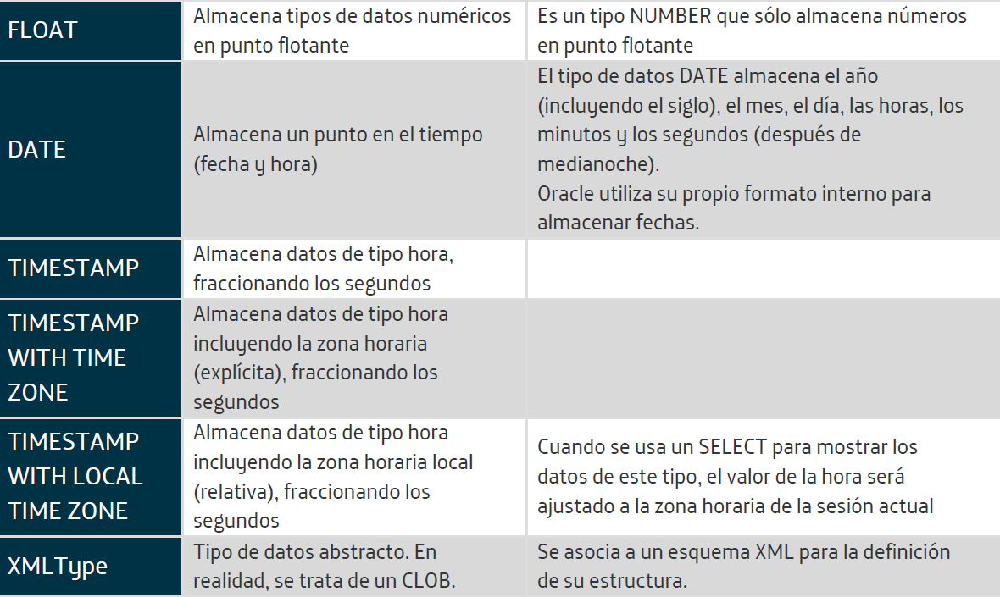 FLOAT
Almacena tipos de datos numéricos
en punto flotante
Es un tipo NUMBER que sólo almacena números
en punto flotante
DATE
Almacena un punto en el tiempo
(fecha y hora)
El tipo de datos DATE almacena el año
(incluyendo el siglo), el mes, el día, las horas, los
minutos y los segundos (después de
medianoche).
Oracle utiliza su propio formato interno para
almacenar fechas.
TIMESTAMP
Almacena datos de tipo hora,
fraccionando los segundos
TIMESTAMP
WITH TIME
ZONE
Almacena datos de tipo hora
incluyendo la zona horaria
(explícita), fraccionando los
segundos
TIMESTAMP
WITH LOCAL
TIME ZONE
Almacena datos de tipo hora
incluyendo la zona horaria local
(relativa), fraccionando los
segundos
Cuando se usa un SELECT para mostrar los
datos de este tipo, el valor de la hora será
ajustado a la zona horaria de la sesión actual
XMLType
Tipo de datos abstracto. En
realidad, se trata de un CLOB.
Se asocia a un esquema XML para la definición
de su estructura.